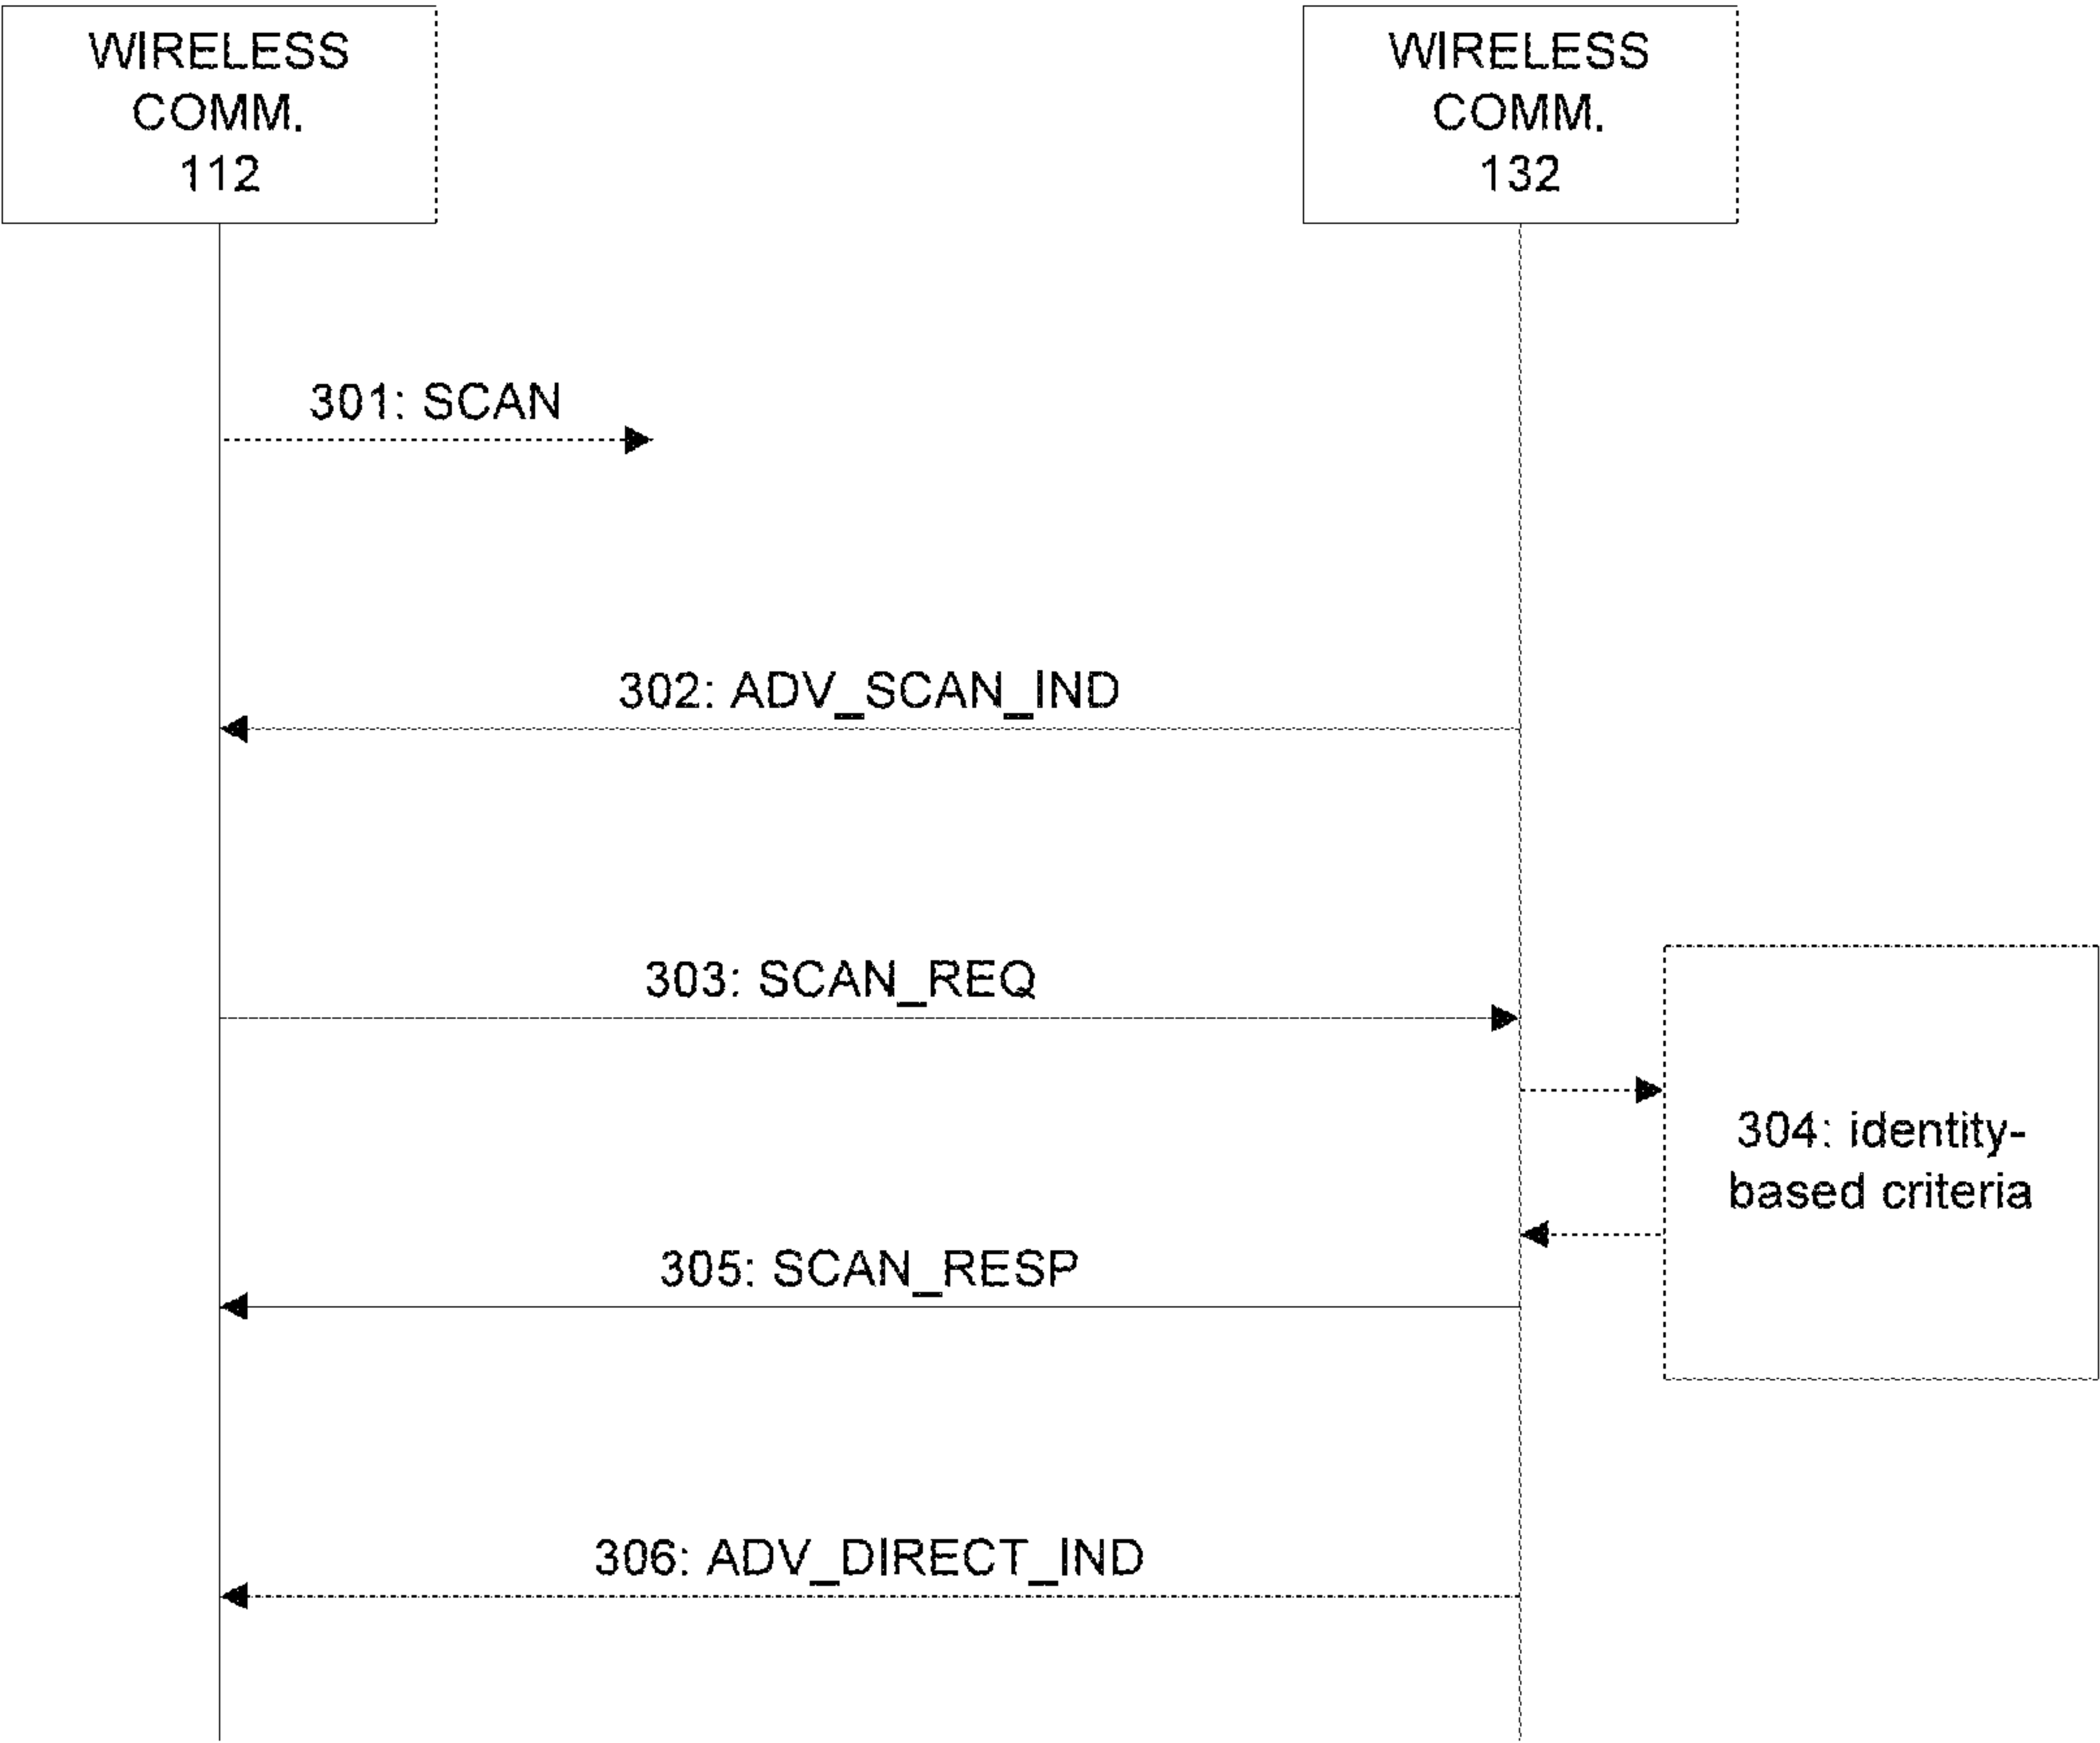 WIRELESS
COMM.
112
WIRELESS
COMM.
132
301: SCAN
302: ADV_SCAN_IND
303: SCAN_REQ
304: identity-
based criteria
305: SCAN_RESP
306: ADV_DIRECT_IND